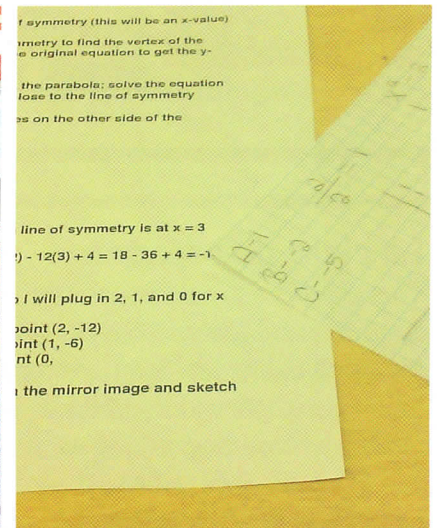 f symmetry (this will be an x-value)
mmetry to find the vertex of the
e original equation to get the y-
the parabola; solve the equation
lose to the line of symmetry
es on the other side of the
line of symmetry is at x = 3
) - 12(3) + 4 = 18 - 36 + 4 = -1
I will plug in 2, 1, and 0 for x
point (2, -12)
oint (1, -6)
nt (0,
the mirror image and sketch